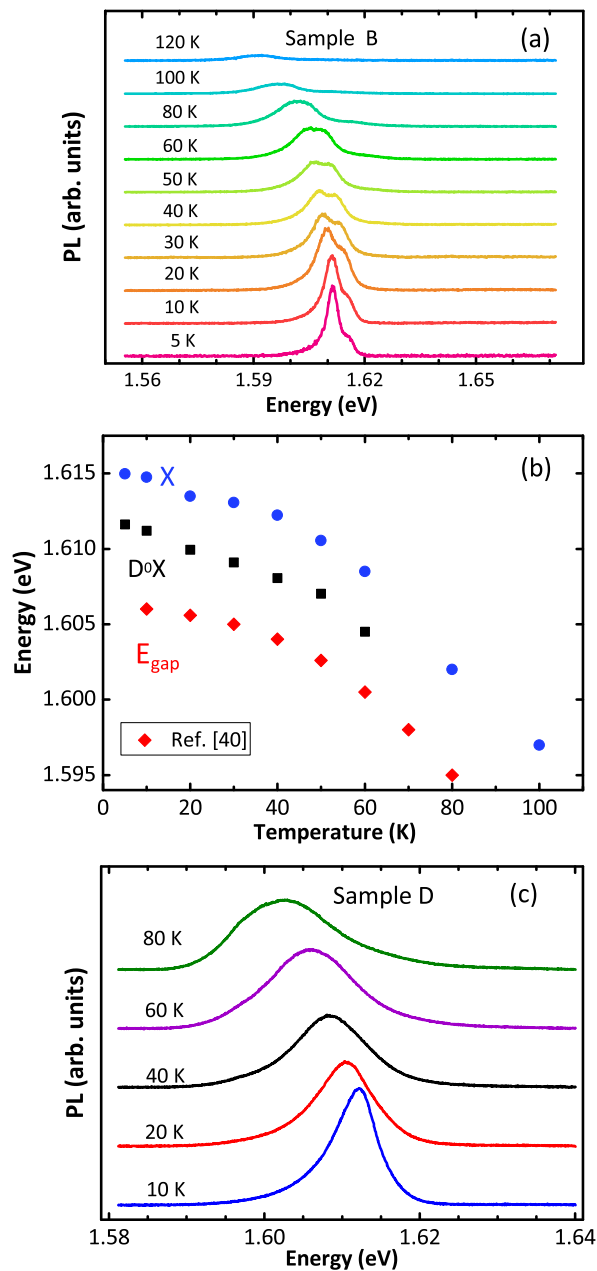 Sample B
(a)
120 K
100 K
80 K
60 K
50 K
40 K
30 K
20 K
10 K
5 K
PL (arb. units)
1.56
1.59
1.62
1.65
Energy (eV)
(b)
1.615
1.610
1.605
1.600
1.595
Energy (eV)
X
D⁰X
E_gap
Ref. [40]
0
20
40
60
80
100
Temperature (K)
Sample D
(c)
80 K
60 K
40 K
20 K
10 K
PL (arb. units)
1.58
1.60
1.62
1.64
Energy (eV)